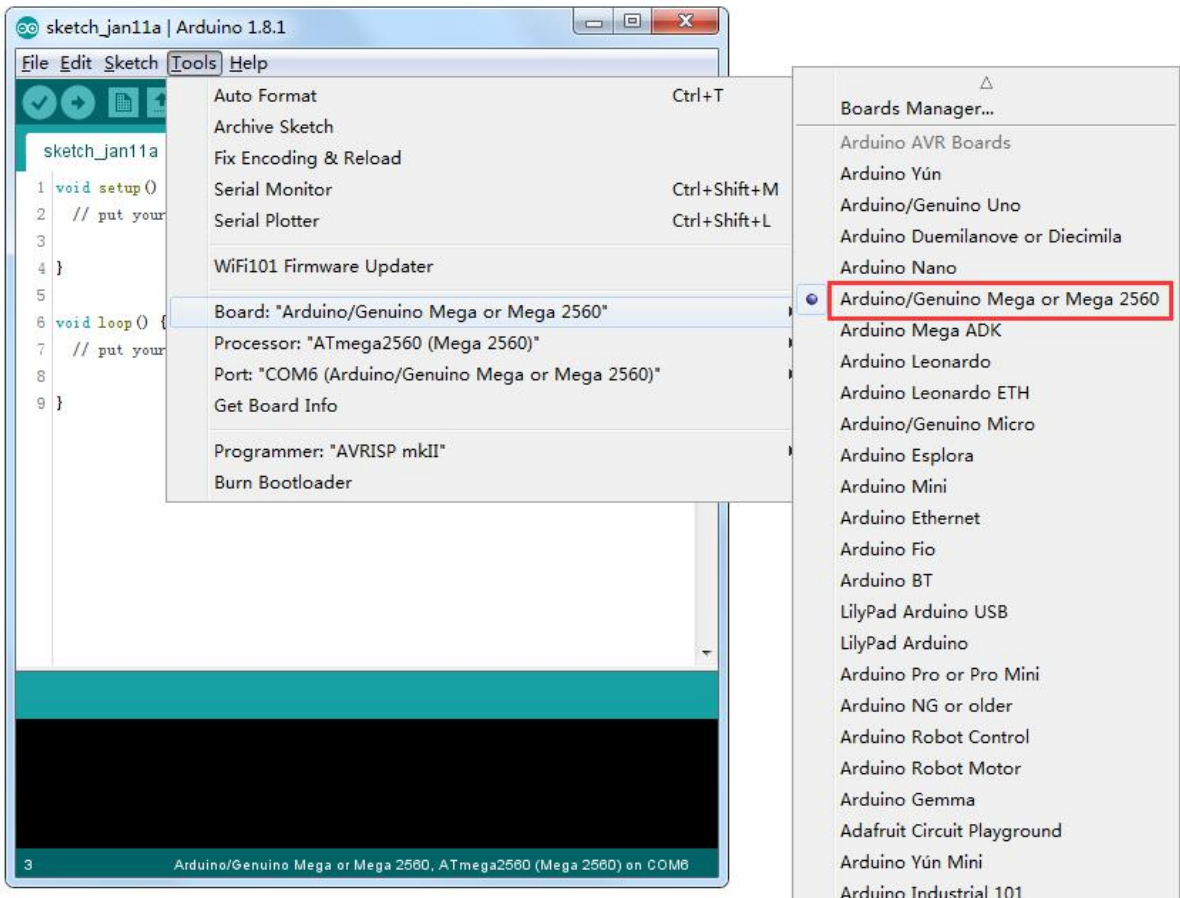 sketch_jan11a | Arduino 1.8.1
File Edit Sketch Tools Help
sketch_jan11a
1 void setup()
2 // put your
3
4 }
5
6 void loop() {
7 // put your
8
9 }
Auto Format Ctrl+T
Archive Sketch
Fix Encoding & Reload
Serial Monitor Ctrl+Shift+M
Serial Plotter Ctrl+Shift+L
WiFi101 Firmware Updater
Board: "Arduino/Genuino Mega or Mega 2560"
Processor: "ATmega2560 (Mega 2560)"
Port: "COM6 (Arduino/Genuino Mega or Mega 2560)"
Get Board Info
Programmer: "AVRISP mkII"
Burn Bootloader
Boards Manager...
Arduino AVR Boards
Arduino Yún
Arduino/Genuino Uno
Arduino Duemilanove or Diecimila
Arduino Nano
Arduino/Genuino Mega or Mega 2560
Arduino Mega ADK
Arduino Leonardo
Arduino Leonardo ETH
Arduino/Genuino Micro
Arduino Esplora
Arduino Mini
Arduino Ethernet
Arduino Fio
Arduino BT
LilyPad Arduino USB
LilyPad Arduino
Arduino Pro or Pro Mini
Arduino NG or older
Arduino Robot Control
Arduino Robot Motor
Arduino Gemma
Adafruit Circuit Playground
Arduino Yún Mini
Arduino Industrial 101
3 Arduino/Genuino Mega or Mega 2560, ATmega2560 (Mega 2560) on COM6